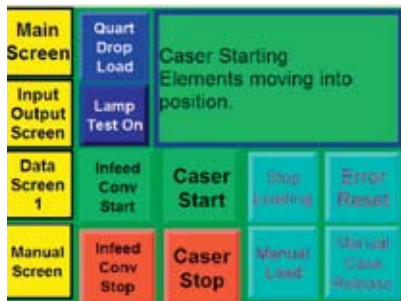 Main
Screen
Quart
Drop
Load
Caser Starting
Elements moving into
position.
Input
Output
Screen
Lamp
Test On
Data
Screen
1
Infeed
Conv
Start
Caser
Start
Stop
Loading
Error
Reset
Manual
Screen
Infeed
Conv
Stop
Caser
Stop
Manual
Load
Manual
Case
Release